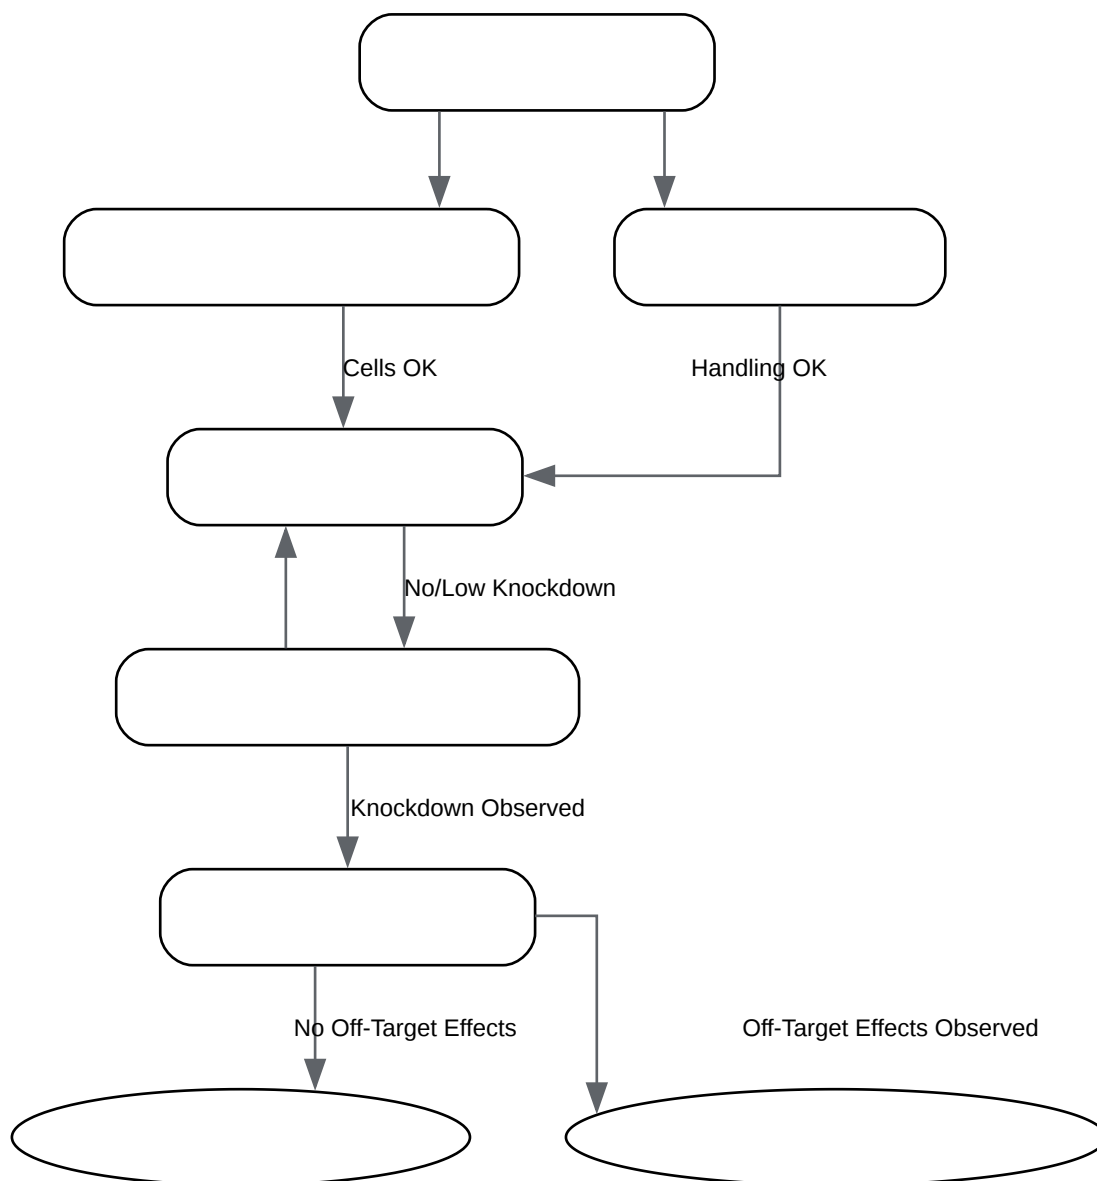 Cells OK
Handling OK
No/Low Knockdown
Knockdown Observed
No Off-Target Effects
Off-Target Effects Observed